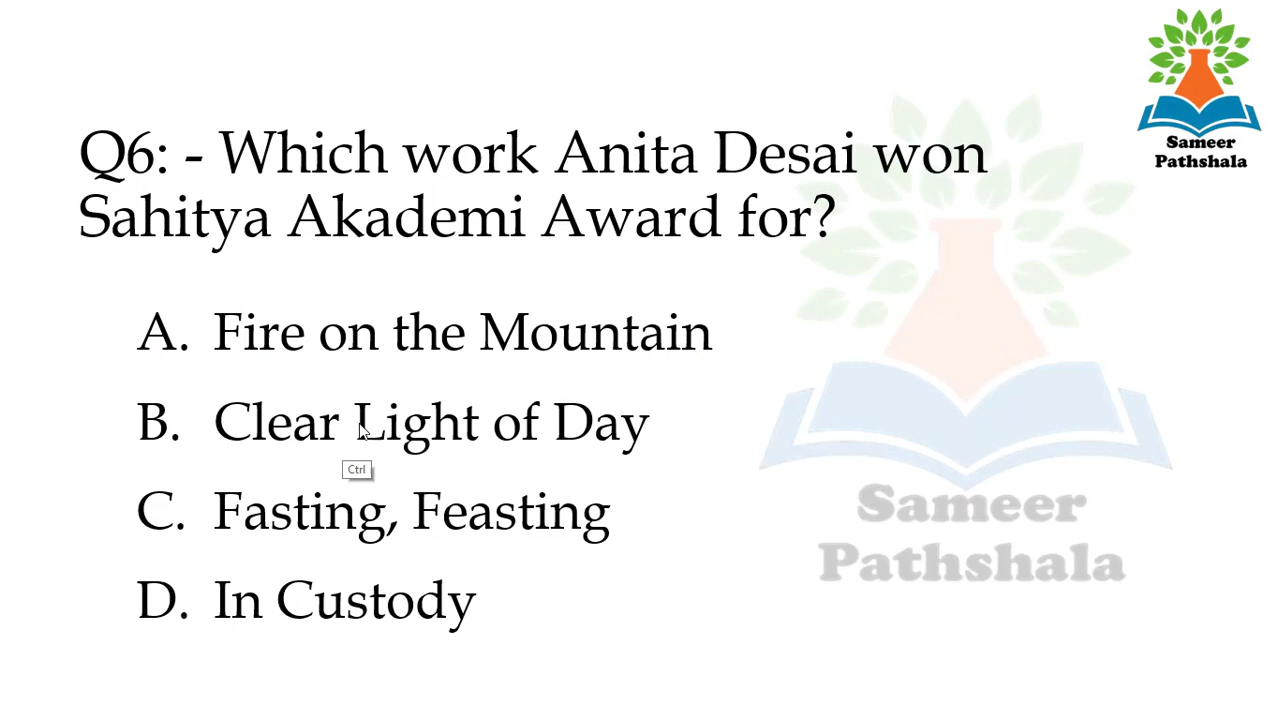 Sameer
Pathshala
Q6: - Which work Anita Desai won
Sahitya Akademi Award for?
A. Fire on the Mountain
B. Clear Light of Day
Ctrl
C. Fasting, Feasting
D. In Custody
Sameer
Pathshala